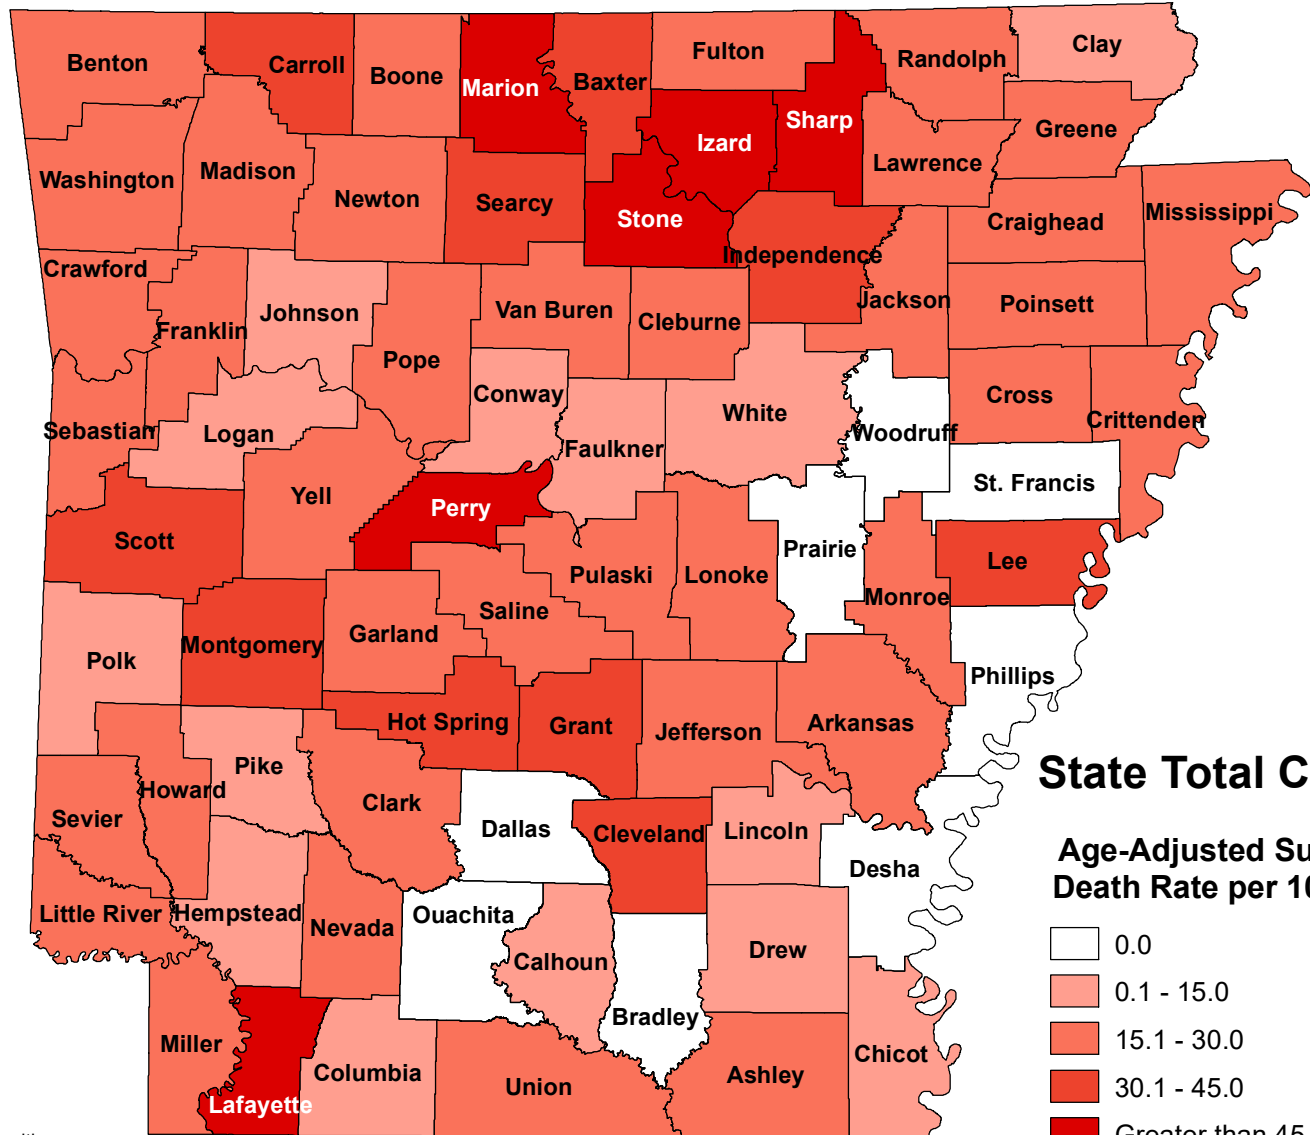 Benton
Carroll
Boone
Marion
Baxter
Fulton
Randolph
Clay
Sharp
Izard
Greene
Lawrence
Washington
Madison
Newton
Searcy
Stone
Independence
Craighead
Mississippi
Crawford
Franklin
Johnson
Pope
Van Buren
Cleburne
Jackson
Poinsett
Conway
White
Cross
Crittenden
Sebastian
Logan
Faulkner
Woodruff
St. Francis
Yell
Perry
Scott
Prairie
Lee
Pulaski
Lonoke
Monroe
Saline
Garland
Montgomery
Polk
Phillips
Hot Spring
Grant
Jefferson
Arkansas
Pike
Howard
Clark
Sevier
Dallas
Cleveland
Lincoln
Desha
Little River
Hempstead
Nevada
Ouachita
Calhoun
Drew
Bradley
Miller
Lafayette
Columbia
Union
Ashley
Chicot
State Total C
Age-Adjusted Su
Death Rate per 10
0.0
0.1 - 15.0
15.1 - 30.0
30.1 - 45.0
Greater than 45